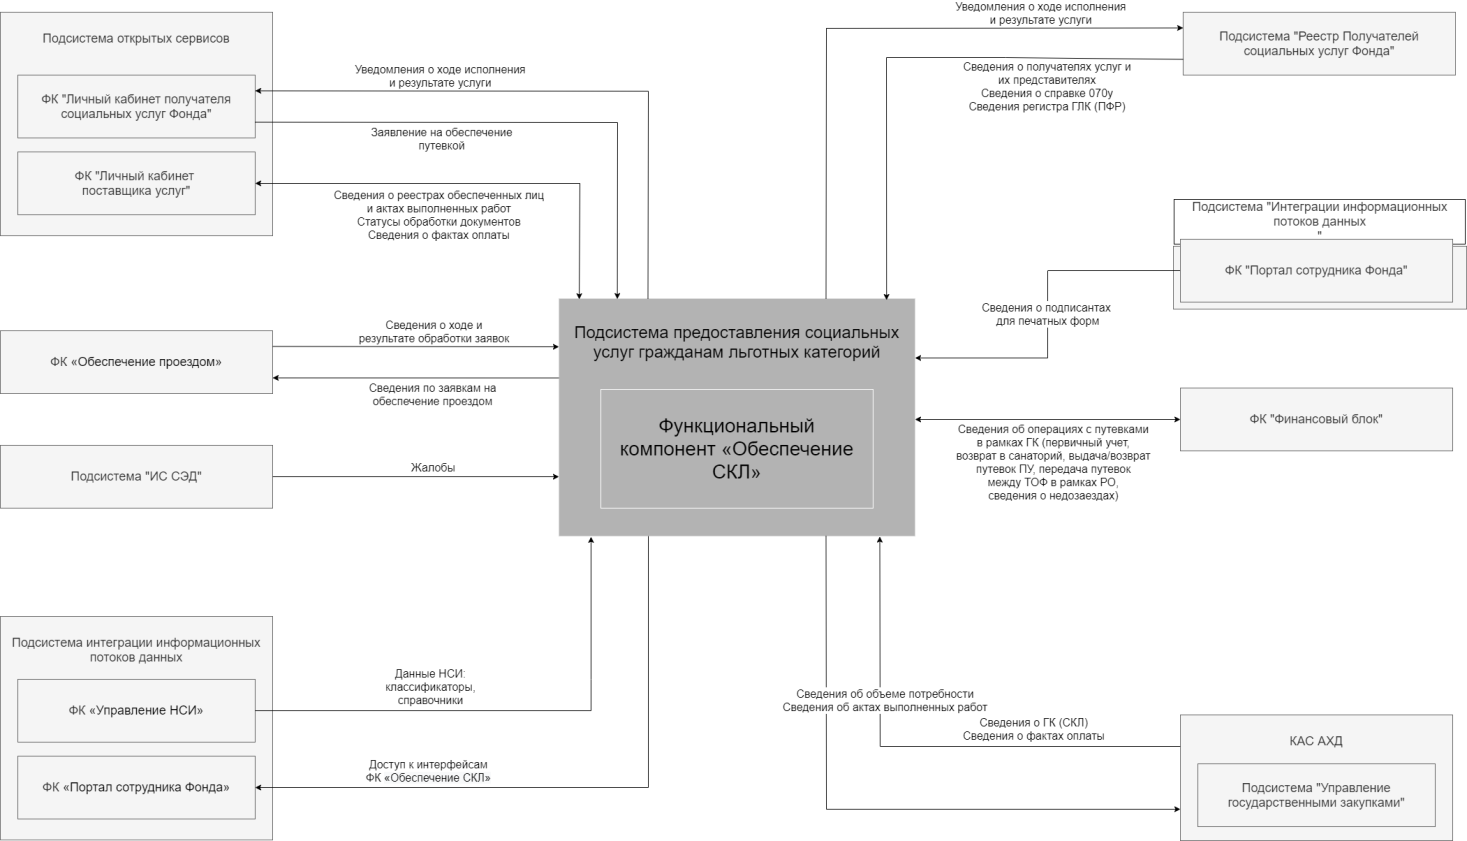 Подсистема открытых сервисов
ФК "Личный кабинет получателя
социальных услуг Фонда"
ФК "Личный кабинет
поставщика услуг"
Уведомления о ходе исполнения
и результате услуги
Заявление на обеспечение
путевкой
Сведения о реестрах обеспеченных лиц
и актах выполненных работ
Статусы обработки документов
Сведения о фактах оплаты
Уведомления о ходе исполнения
и результате услуги
Сведения о получателях услуг и
их представителях
Сведения о справке 070у
Сведения регистра ГЛК (ПФР)
Подсистема "Реестр Получателей
социальных услуг Фонда"
Подсистема "Интеграции информационных
потоков данных
"
ФК "Портал сотрудника Фонда"
Сведения о подписантах
для печатных форм
ФК «Обеспечение проездом»
Сведения о ходе и
результате обработки заявок
Сведения по заявкам на
обеспечение проездом
Подсистема предоставления социальных
услуг гражданам льготных категорий
Функциональный
компонент «Обеспечение
СКЛ»
ФК "Финансовый блок"
Сведения об операциях с путевками
в рамках ГК (первичный учет,
возврат в санаторий, выдача/возврат
путевок ПУ, передача путевок
между ТОФ в рамках РО,
сведения о недозаездах)
Подсистема "ИС СЭД"
Жалобы
Подсистема интеграции информационных
потоков данных
ФК «Управление НСИ»
ФК «Портал сотрудника Фонда»
Данные НСИ:
классификаторы,
справочники
Доступ к интерфейсам
ФК «Обеспечение СКЛ»
Сведения об объеме потребности
Сведения об актах выполненных работ
Сведения о ГК (СКЛ)
Сведения о фактах оплаты
КАС АХД
Подсистема "Управление
государственными закупками"